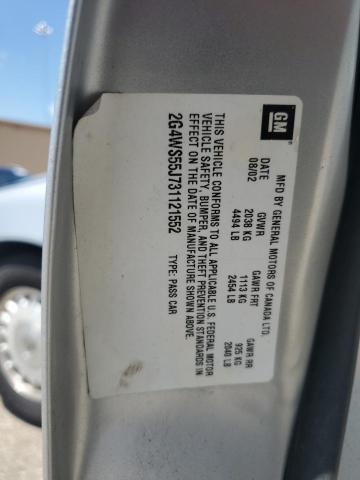 GM
MFD BY GENERAL MOTORS OF CANADA LTD.
DATE GVWR GAWR FRT GAWR RR
08/02 2038 KG 1113 KG 925 KG
4494 LB 2454 LB 2040 LB
THIS VEHICLE CONFORMS TO ALL APPLICABLE U.S. FEDERAL MOTOR
VEHICLE SAFETY, BUMPER, AND THEFT PREVENTION STANDARDS IN
EFFECT ON THE DATE OF MANUFACTURE SHOWN ABOVE.
2G4WS55J731121552 TYPE: PASS CAR